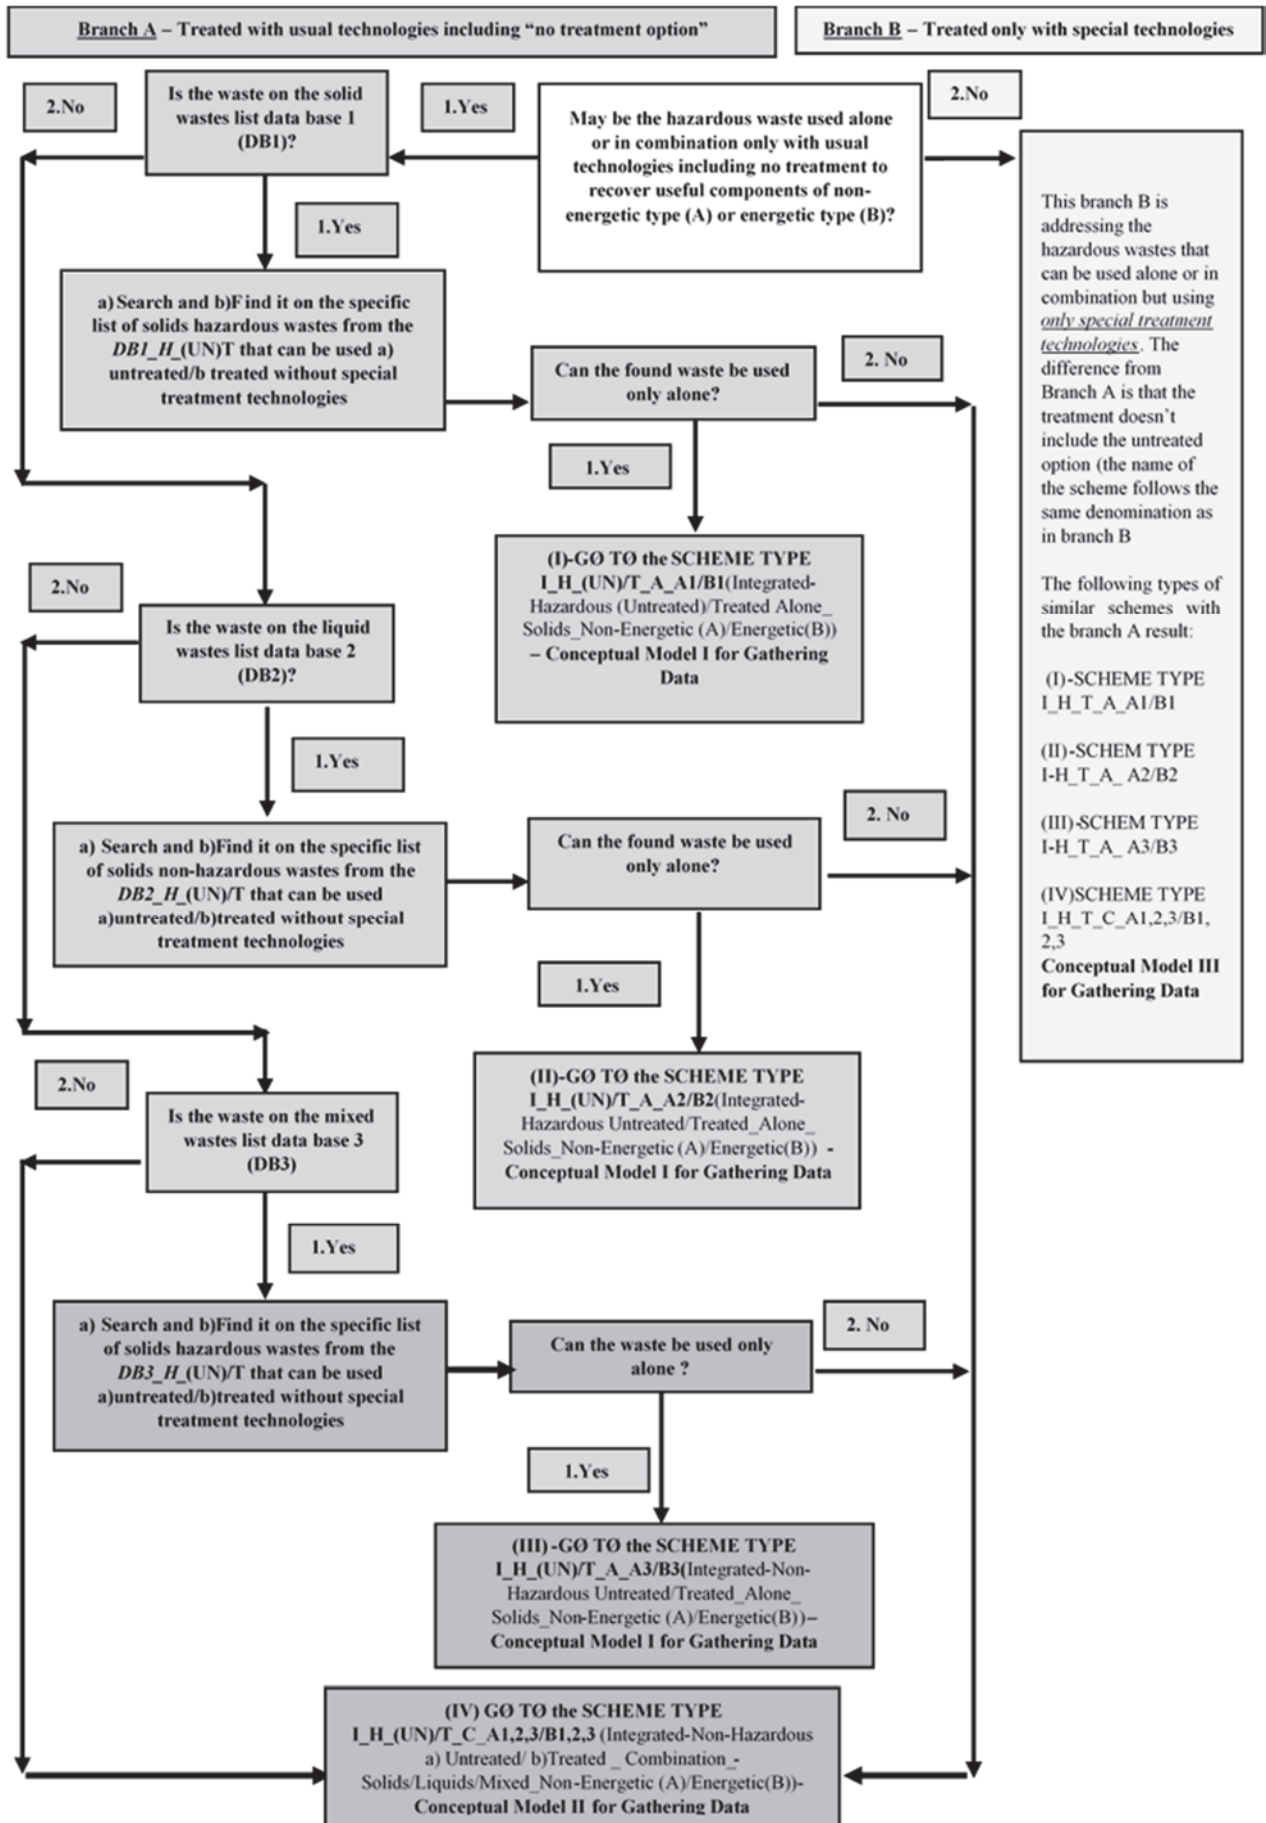 Branch A – Treated with usual technologies including “no treatment option”
Branch B – Treated only with special technologies
2.No
Is the waste on the solid
wastes list data base 1
(DB1)?
1.Yes
May be the hazardous waste used alone
or in combination only with usual
technologies including no treatment to
recover useful components of non-
energetic type (A) or energetic type (B)?
2.No
1.Yes
a) Search and b)Find it on the specific
list of solids hazardous wastes from the
DB1_H_(UN)T that can be used a)
untreated/b treated without special
treatment technologies
Can the found waste be used
only alone?
2. No
1.Yes
(I)-GØ TØ the SCHEME TYPE
I_H_(UN)/T_A_A1/B1(Integrated-
Hazardous (Untreated)/Treated Alone_
Solids_Non-Energetic (A)/Energetic(B))
– Conceptual Model I for Gathering
Data
2.No
Is the waste on the liquid
wastes list data base 2
(DB2)?
1.Yes
a) Search and b)Find it on the specific list
of solids non-hazardous wastes from the
DB2_H_(UN)/T that can be used
a)untreated/b)treated without special
treatment technologies
Can the found waste be used
only alone?
2. No
1.Yes
(II)-GØ TØ the SCHEME TYPE
I_H_(UN)/T_A_A2/B2(Integrated-
Hazardous Untreated/Treated_Alone_
Solids_Non-Energetic (A)/Energetic(B)) -
Conceptual Model I for Gathering Data
2.No
Is the waste on the mixed
wastes list data base 3
(DB3)
1.Yes
a) Search and b)Find it on the specific list
of solids hazardous wastes from the
DB3_H_(UN)/T that can be used
a)untreated/b)treated without special
treatment technologies
Can the waste be used only
alone ?
2. No
1.Yes
(III) -GØ TØ the SCHEME TYPE
I_H_(UN)/T_A_A3/B3(Integrated-Non-
Hazardous Untreated/Treated_Alone_
Solids_Non-Energetic (A)/Energetic(B))–
Conceptual Model I for Gathering Data
(IV) GØ TØ the SCHEME TYPE
I_H_(UN)/T_C_A1,2,3/B1,2,3 (Integrated-Non-Hazardous
a) Untreated/ b)Treated _ Combination_-
Solids/Liquids/Mixed_Non-Energetic (A)/Energetic(B))-
Conceptual Model II for Gathering Data
This branch B is
addressing the
hazardous wastes that
can be used alone or in
combination but using
only special treatment
technologies. The
difference from
Branch A is that the
treatment doesn’t
include the untreated
option (the name of
the scheme follows the
same denomination as
in branch B
The following types of
similar schemes with
the branch A result:
(I)-SCHEME TYPE
I_H_T_A_A1/B1
(II)-SCHEM TYPE
I-H_T_A_ A2/B2
(III)-SCHEM TYPE
I-H_T_A_ A3/B3
(IV)SCHEME TYPE
I_H_T_C_A1,2,3/B1,
2,3
Conceptual Model III
for Gathering Data